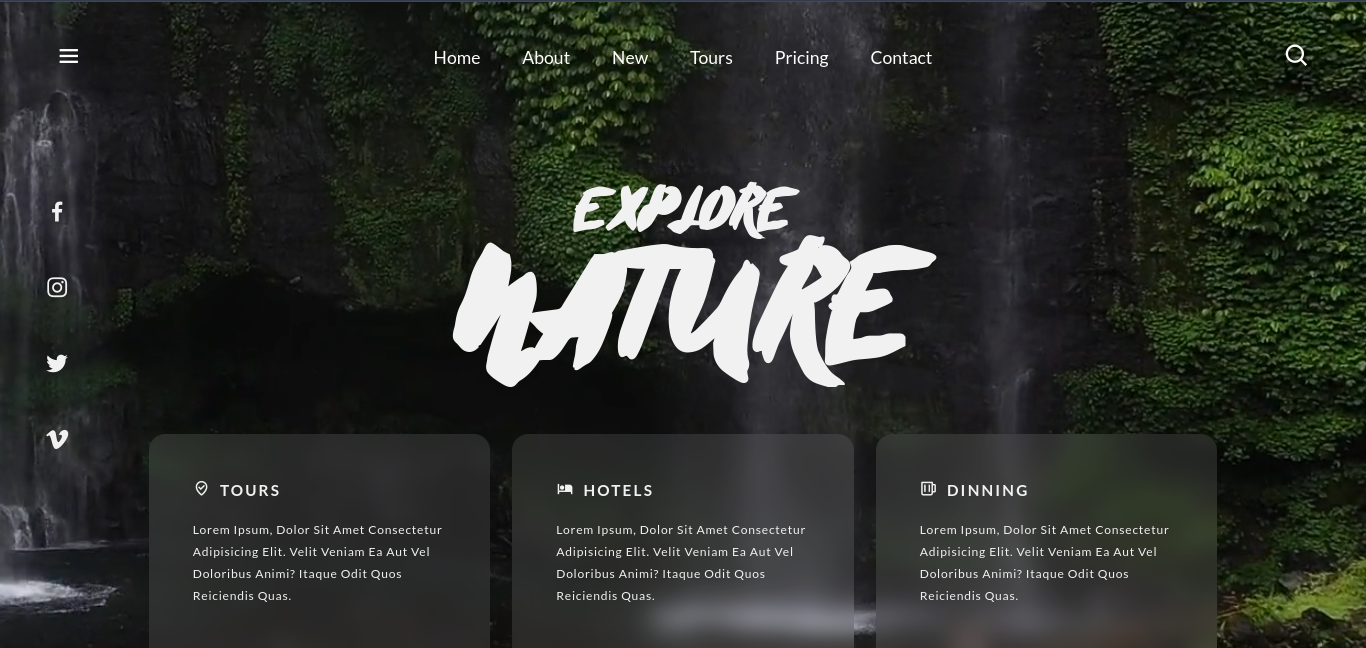 Home About New Tours Pricing Contact
EXPLORE
NATURE
TOURS
Lorem Ipsum, Dolor Sit Amet Consectetur
Adipisicing Elit. Velit Veniam Ea Aut Vel
Doloribus Animi? Itaque Odit Quos
Reiciendis Quas.
HOTELS
Lorem Ipsum, Dolor Sit Amet Consectetur
Adipisicing Elit. Velit Veniam Ea Aut Vel
Doloribus Animi? Itaque Odit Quos
Reiciendis Quas.
DINNING
Lorem Ipsum, Dolor Sit Amet Consectetur
Adipisicing Elit. Velit Veniam Ea Aut Vel
Doloribus Animi? Itaque Odit Quos
Reiciendis Quas.